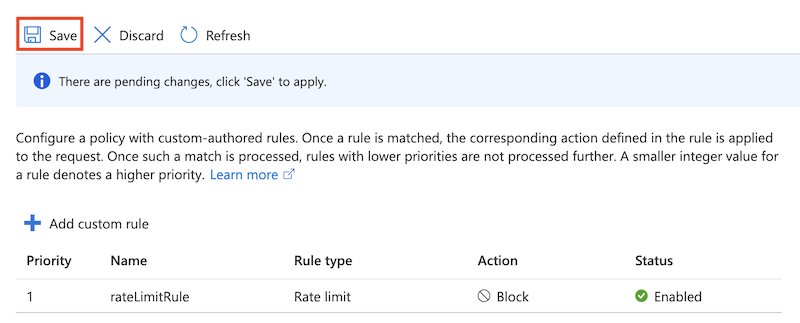 Save Discard Refresh
There are pending changes, click 'Save' to apply.
Configure a policy with custom-authored rules. Once a rule is matched, the corresponding action defined in the rule is applied
to the request. Once such a match is processed, rules with lower priorities are not processed further. A smaller integer value for
a rule denotes a higher priority. Learn more
Add custom rule
Priority Name Rule type Action Status
1 rateLimitRule Rate limit Block Enabled